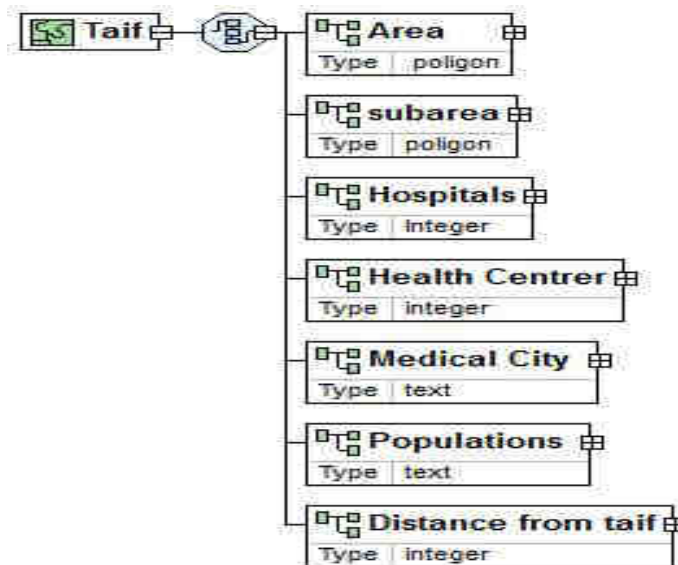 Taif
Area
Type poligon
subarea
Type poligon
Hospitals
Type Integer
Health Centrer
Type integer
Medical City
Type text
Populations
Type text
Distance from taif
Type integer